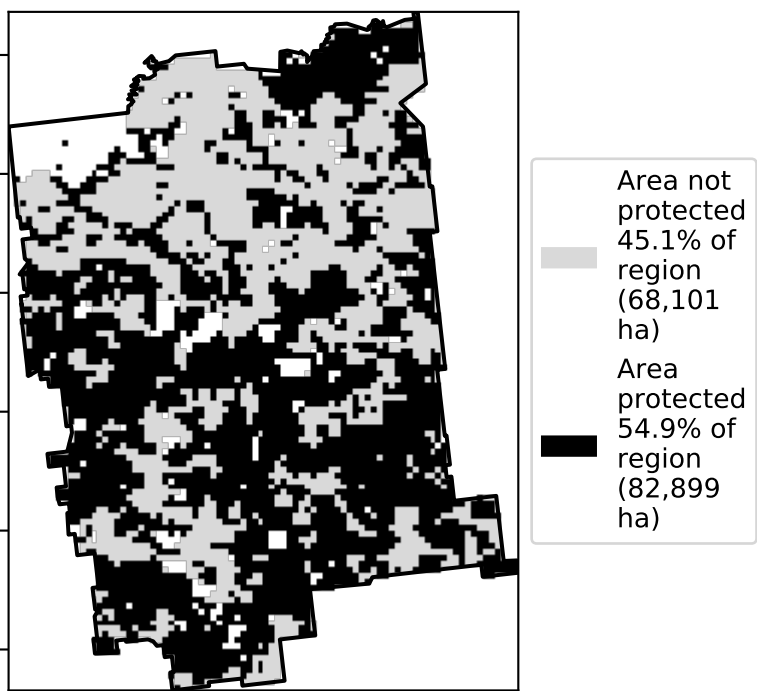 Area not
protected
45.1% of
region
(68,101
ha)
Area
protected
54.9% of
region
(82,899
ha)